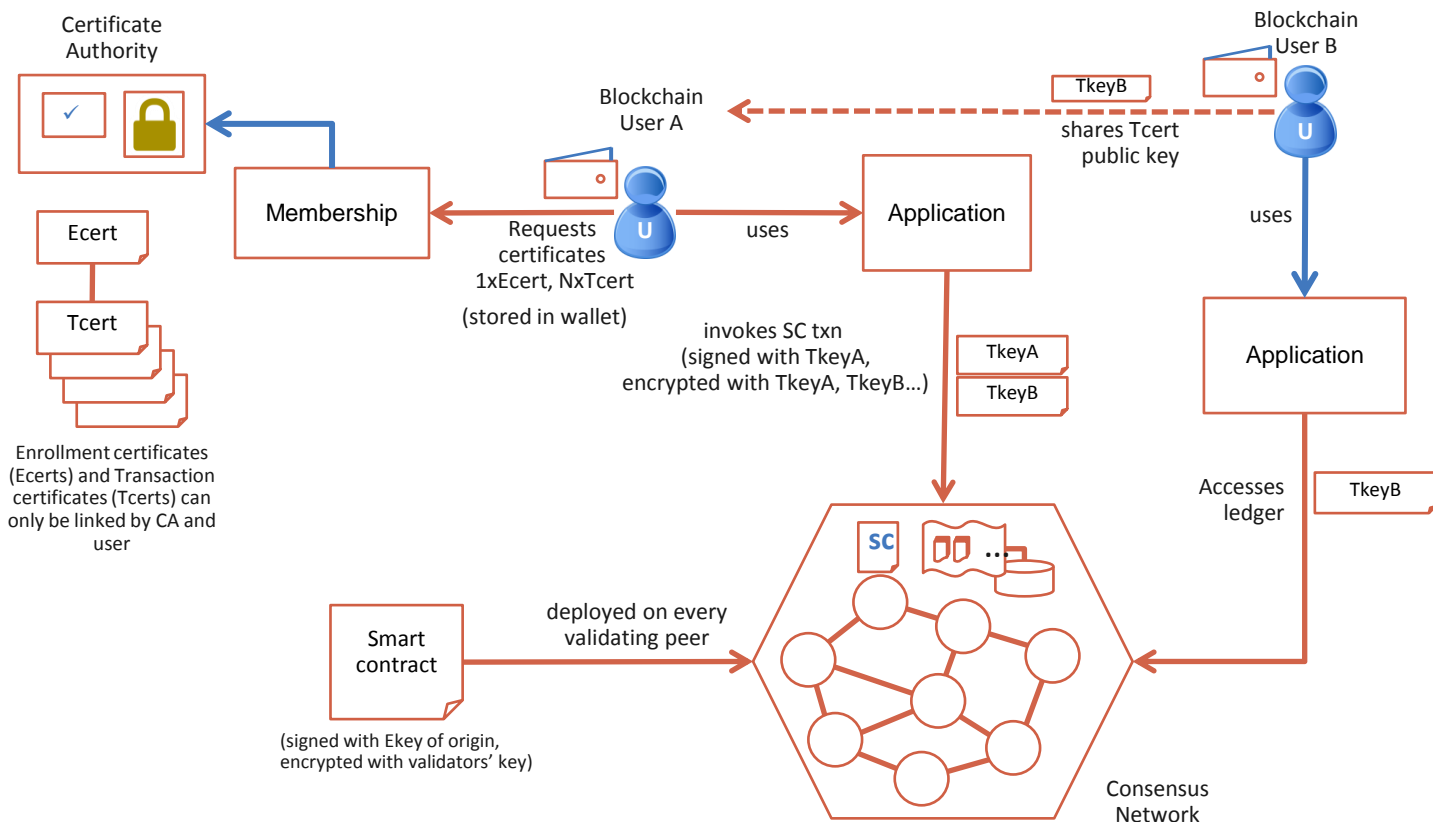 Certificate
Authority
Blockchain
User B
TkeyB
Blockchain
User A
shares Tcert
public key
U
Membership
Application
U
Requests
certificates
1xEcert, NxTcert
(stored in wallet)
uses
uses
Ecert
Tcert
invokes SC txn
(signed with TkeyA,
encrypted with TkeyA, TkeyB…)
TkeyA
TkeyB
Application
Enrollment certificates
(Ecerts) and Transaction
certificates (Tcerts) can
only be linked by CA and
user
Accesses
ledger
TkeyB
SC
...
Smart
contract
deployed on every
validating peer
(signed with Ekey of origin,
encrypted with validators’ key)
Consensus
Network